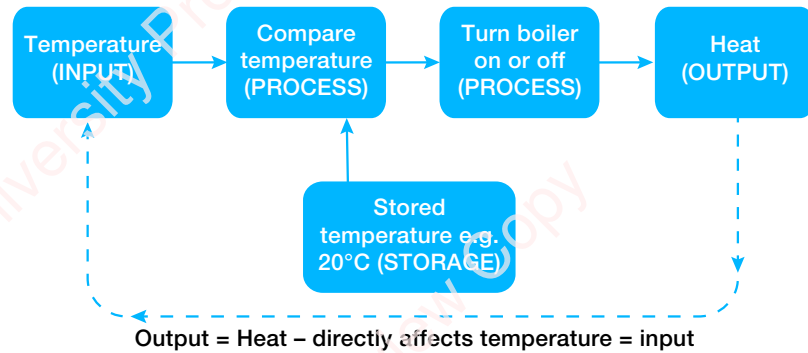 Temperature
(INPUT)
Compare
temperature
(PROCESS)
Turn boiler
on or off
(PROCESS)
Heat
(OUTPUT)
Stored
temperature e.g.
20°C (STORAGE)
Output = Heat – directly affects temperature = input